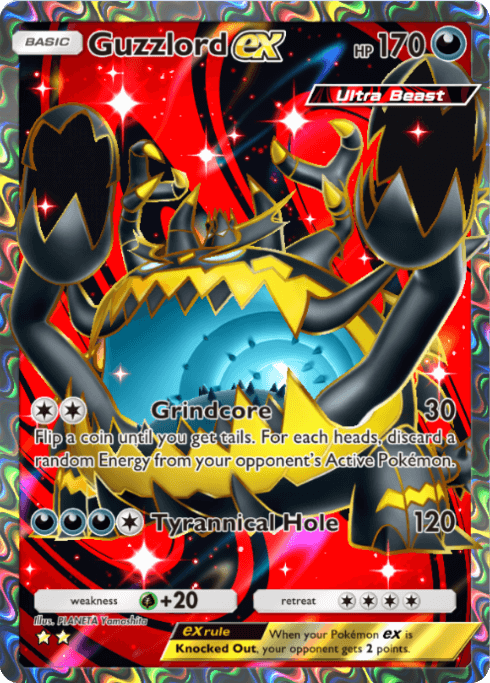 BASIC Guzzlord ex HP 170
Ultra Beast
Grindcore 30
Flip a coin until you get tails. For each heads, discard a
random Energy from your opponent's Active Pokémon.
Tyrannical Hole 120
weakness +20 retreat
Illus. PLANETA Yamashita
ex rule When your Pokémon ex is
Knocked Out, your opponent gets 2 points.